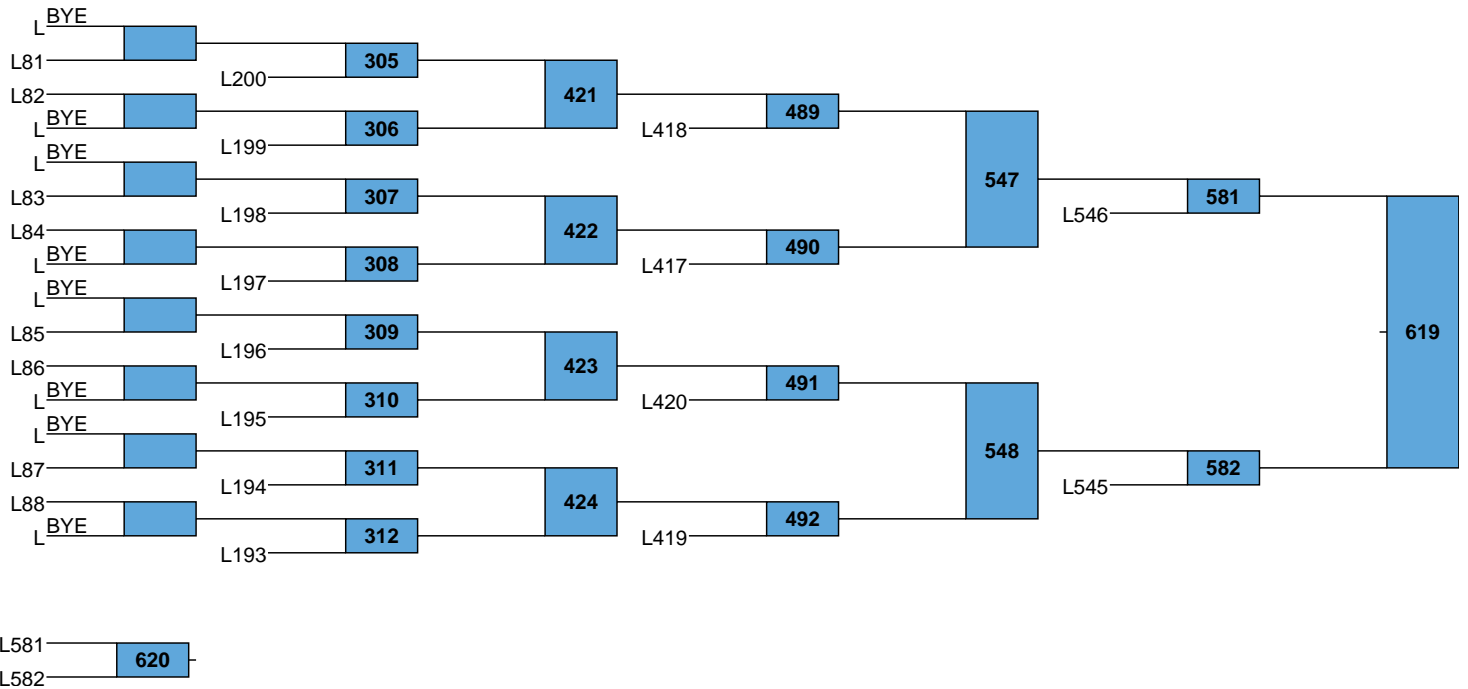 BYE
L
305
L81
L200
421
L82
489
BYE
L
306
L418
L199
BYE
L
547
L83
307
581
L198
L546
L84
422
BYE
L
308
490
L197
L417
BYE
L
L85
309
619
L196
L86
423
491
BYE
L
310
L420
L195
BYE
L
548
L87
311
582
L194
L545
L88
424
BYE
L
312
492
L193
L419
L581
620
L582